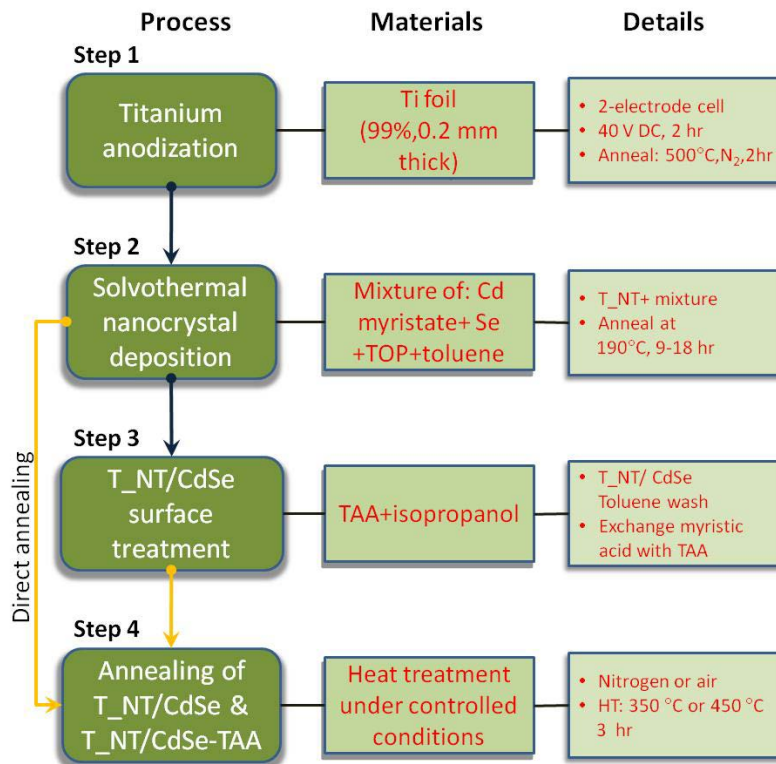 Process
Materials
Details
Step 1
Titanium
anodization
Ti foil
(99%,0.2 mm
thick)
• 2-electrode cell
• 40 V DC, 2 hr
• Anneal: 500°C,N₂,2hr
Step 2
Solvothermal
nanocrystal
deposition
Mixture of: Cd
myristate+ Se
+TOP+toluene
• T_NT+ mixture
• Anneal at
190°C, 9-18 hr
Direct annealing
Step 3
T_NT/CdSe
surface
treatment
TAA+isopropanol
• T_NT/ CdSe
Toluene wash
• Exchange myristic
acid with TAA
Step 4
Annealing of
T_NT/CdSe &
T_NT/CdSe-TAA
Heat treatment
under controlled
conditions
• Nitrogen or air
• HT: 350 °C or 450 °C
3 hr